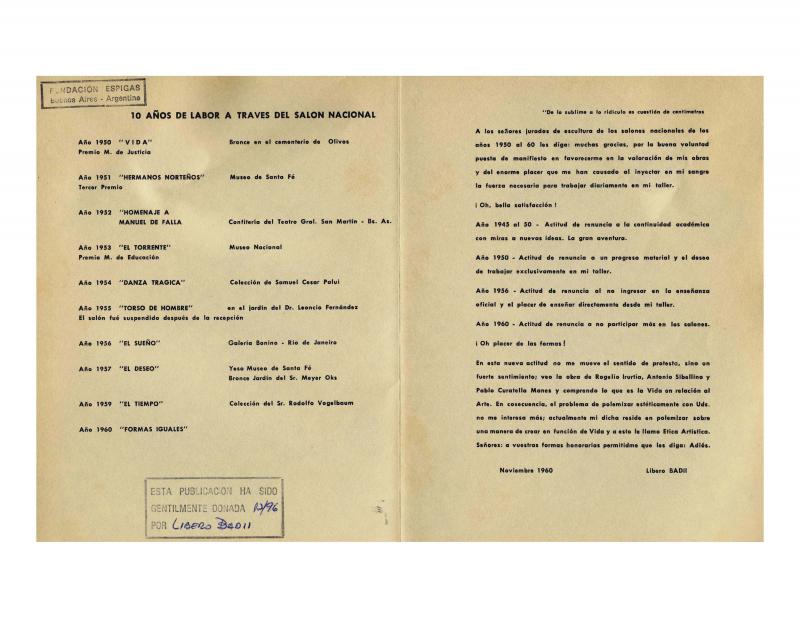 FUNDACIÓN ESPIGAS
Buenos Aires - Argentina
10 AÑOS DE LABOR A TRAVES DEL SALON NACIONAL
Año 1950 "VIDA" Bronce en el cementerio de Olivos
Premio M. de Justicia
Año 1951 "HERMANOS NORTEÑOS" Museo de Santa Fé
Tercer Premio
Año 1952 "HOMENAJE A
MANUEL DE FALLA Confitería del Teatro Gral. San Martín - Bs. As.
Año 1953 "EL TORRENTE" Museo Nacional
Premio M. de Educación
Año 1954 "DANZA TRAGICA" Colección de Samuel Cesar Palui
Año 1955 "TORSO DE HOMBRE" en el jardín del Dr. Leoncio Fernández
El salón fué suspendido después de la recepción
Año 1956 "EL SUEÑO" Galería Bonino - Río de Janeiro
Año 1957 "EL DESEO" Yeso Museo de Santa Fé
Bronce Jardín del Sr. Meyer Oks
Año 1959 "EL TIEMPO" Colección del Sr. Rodolfo Vogelbaum
Año 1960 "FORMAS IGUALES"
ESTA PUBLICACION HA SIDO
GENTILMENTE DONADA 12/96
POR LIBERO BADII
"De lo sublime a lo ridículo es cuestión de centímetros
A los señores jurados de escultura de los salones nacionales de los
años 1950 al 60 les digo: muchas gracias, por la buena voluntad
puesta de manifiesto en favorecerme en la valoración de mis obras
y del enorme placer que me han causado al inyectar en mi sangre
la fuerza necesaria para trabajar diariamente en mi taller.
¡Oh, bella satisfacción!
Año 1945 al 50 - Actitud de renuncia a la continuidad académica
con miras a nuevas ideas. La gran aventura.
Año 1950 - Actitud de renuncia a un progreso material y el deseo
de trabajar exclusivamente en mi taller.
Año 1956 - Actitud de renuncia al no ingresar en la enseñanza
oficial y el placer de enseñar directamente desde mi taller.
Año 1960 - Actitud de renuncia a no participar más en los salones.
¡Oh placer de las formas!
En esta nueva actitud no me mueve el sentido de protesta, sino un
fuerte sentimiento; veo la obra de Rogelio Irurtia, Antonio Sibellino y
Pablo Curatella Manes y comprendo lo que es la Vida en relación al
Arte. En consecuencia, el problema de polemizar estéticamente con Uds.
no me interesa más; actualmente mi dicha reside en polemizar sobre
una manera de crear en función de Vida y a esto le llamo Etica Artística.
Señores: a vuestras formas honorarias permitidme que les diga: Adiós.
Noviembre 1960 Libero BADII